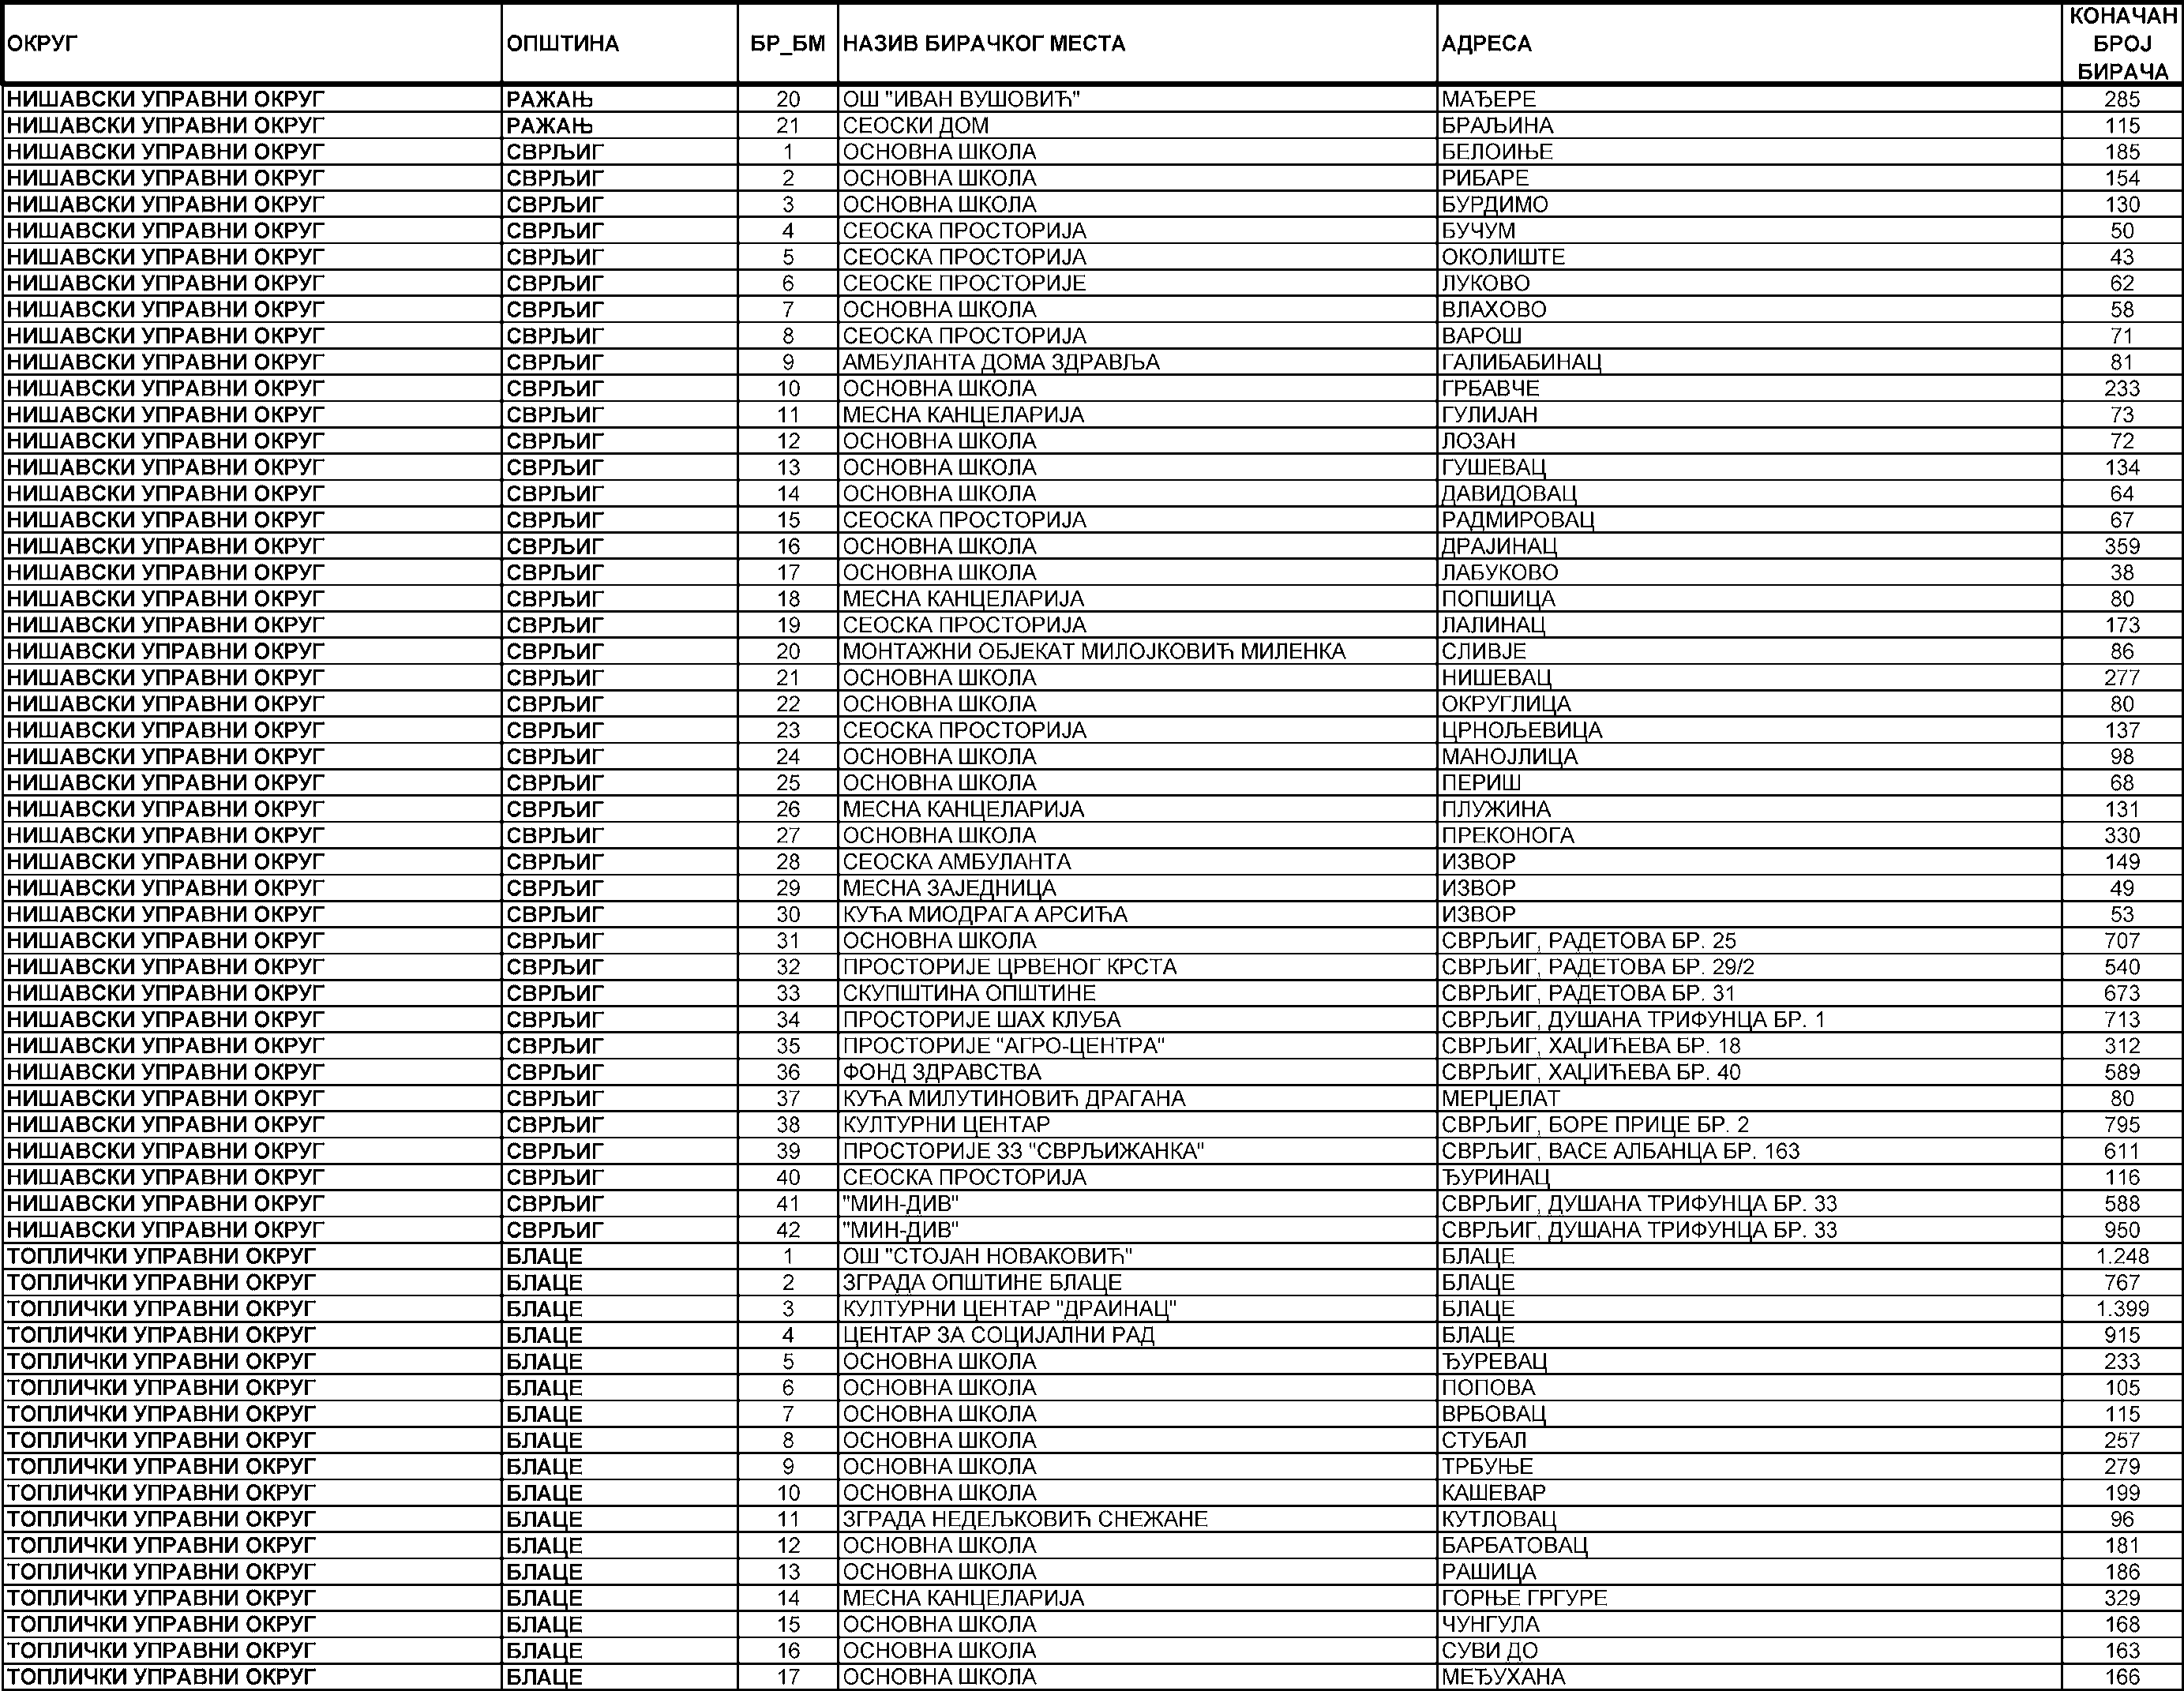 ОКРУГ ОПШТИНА БР_БМ НАЗИВ БИРАЧКОГ МЕСТА АДРЕСА КОНАЧАН БРОЈ БИРАЧА
НИШАВСКИ УПРАВНИ ОКРУГ РАЖАЊ 20 ОШ "ИВАН ВУШОВИЋ" МАЂЕРЕ 285
НИШАВСКИ УПРАВНИ ОКРУГ РАЖАЊ 21 СЕОСКИ ДОМ БРАЉИНА 115
НИШАВСКИ УПРАВНИ ОКРУГ СВРЉИГ 1 ОСНОВНА ШКОЛА БЕЛОИЊЕ 185
НИШАВСКИ УПРАВНИ ОКРУГ СВРЉИГ 2 ОСНОВНА ШКОЛА РИБАРЕ 154
НИШАВСКИ УПРАВНИ ОКРУГ СВРЉИГ 3 ОСНОВНА ШКОЛА БУРДИМО 130
НИШАВСКИ УПРАВНИ ОКРУГ СВРЉИГ 4 СЕОСКА ПРОСТОРИЈА БУЧУМ 50
НИШАВСКИ УПРАВНИ ОКРУГ СВРЉИГ 5 СЕОСКА ПРОСТОРИЈА ОКОЛИШТЕ 43
НИШАВСКИ УПРАВНИ ОКРУГ СВРЉИГ 6 СЕОСКЕ ПРОСТОРИЈЕ ЛУКОВО 62
НИШАВСКИ УПРАВНИ ОКРУГ СВРЉИГ 7 ОСНОВНА ШКОЛА ВЛАХОВО 58
НИШАВСКИ УПРАВНИ ОКРУГ СВРЉИГ 8 СЕОСКА ПРОСТОРИЈА ВАРОШ 71
НИШАВСКИ УПРАВНИ ОКРУГ СВРЉИГ 9 АМБУЛАНТА ДОМА ЗДРАВЉА ГАЛИБАБИНАЦ 81
НИШАВСКИ УПРАВНИ ОКРУГ СВРЉИГ 10 ОСНОВНА ШКОЛА ГРБАВЧЕ 233
НИШАВСКИ УПРАВНИ ОКРУГ СВРЉИГ 11 МЕСНА КАНЦЕЛАРИЈА ГУЛИЈАН 73
НИШАВСКИ УПРАВНИ ОКРУГ СВРЉИГ 12 ОСНОВНА ШКОЛА ЛОЗАН 72
НИШАВСКИ УПРАВНИ ОКРУГ СВРЉИГ 13 ОСНОВНА ШКОЛА ГУШЕВАЦ 134
НИШАВСКИ УПРАВНИ ОКРУГ СВРЉИГ 14 ОСНОВНА ШКОЛА ДАВИДОВАЦ 64
НИШАВСКИ УПРАВНИ ОКРУГ СВРЉИГ 15 СЕОСКА ПРОСТОРИЈА РАДМИРОВАЦ 67
НИШАВСКИ УПРАВНИ ОКРУГ СВРЉИГ 16 ОСНОВНА ШКОЛА ДРАЈИНАЦ 359
НИШАВСКИ УПРАВНИ ОКРУГ СВРЉИГ 17 ОСНОВНА ШКОЛА ЛАБУКОВО 38
НИШАВСКИ УПРАВНИ ОКРУГ СВРЉИГ 18 МЕСНА КАНЦЕЛАРИЈА ПОПШИЦА 80
НИШАВСКИ УПРАВНИ ОКРУГ СВРЉИГ 19 СЕОСКА ПРОСТОРИЈА ЛАЛИНАЦ 173
НИШАВСКИ УПРАВНИ ОКРУГ СВРЉИГ 20 МОНТАЖНИ ОБЈЕКАТ МИЛОЈКОВИЋ МИЛЕНКА СЛИВЈЕ 86
НИШАВСКИ УПРАВНИ ОКРУГ СВРЉИГ 21 ОСНОВНА ШКОЛА НИШЕВАЦ 277
НИШАВСКИ УПРАВНИ ОКРУГ СВРЉИГ 22 ОСНОВНА ШКОЛА ОКРУГЛИЦА 80
НИШАВСКИ УПРАВНИ ОКРУГ СВРЉИГ 23 СЕОСКА ПРОСТОРИЈА ЦРНОЉЕВИЦА 137
НИШАВСКИ УПРАВНИ ОКРУГ СВРЉИГ 24 ОСНОВНА ШКОЛА МАНОЈЛИЦА 98
НИШАВСКИ УПРАВНИ ОКРУГ СВРЉИГ 25 ОСНОВНА ШКОЛА ПЕРИШ 68
НИШАВСКИ УПРАВНИ ОКРУГ СВРЉИГ 26 МЕСНА КАНЦЕЛАРИЈА ПЛУЖИНА 131
НИШАВСКИ УПРАВНИ ОКРУГ СВРЉИГ 27 ОСНОВНА ШКОЛА ПРЕКОНОГА 330
НИШАВСКИ УПРАВНИ ОКРУГ СВРЉИГ 28 СЕОСКА АМБУЛАНТА ИЗВОР 149
НИШАВСКИ УПРАВНИ ОКРУГ СВРЉИГ 29 МЕСНА ЗАЈЕДНИЦА ИЗВОР 49
НИШАВСКИ УПРАВНИ ОКРУГ СВРЉИГ 30 КУЋА МИОДРАГА АРСИЋА ИЗВОР 53
НИШАВСКИ УПРАВНИ ОКРУГ СВРЉИГ 31 ОСНОВНА ШКОЛА СВРЉИГ, РАДЕТОВА БР. 25 707
НИШАВСКИ УПРАВНИ ОКРУГ СВРЉИГ 32 ПРОСТОРИЈЕ ЦРВЕНОГ КРСТА СВРЉИГ, РАДЕТОВА БР. 29/2 540
НИШАВСКИ УПРАВНИ ОКРУГ СВРЉИГ 33 СКУПШТИНА ОПШТИНЕ СВРЉИГ, РАДЕТОВА БР. 31 673
НИШАВСКИ УПРАВНИ ОКРУГ СВРЉИГ 34 ПРОСТОРИЈЕ ШАХ КЛУБА СВРЉИГ, ДУШАНА ТРИФУНЦА БР. 1 713
НИШАВСКИ УПРАВНИ ОКРУГ СВРЉИГ 35 ПРОСТОРИЈЕ "АГРО-ЦЕНТРА" СВРЉИГ, ХАЏИЋЕВА БР. 18 312
НИШАВСКИ УПРАВНИ ОКРУГ СВРЉИГ 36 ФОНД ЗДРАВСТВА СВРЉИГ, ХАЏИЋЕВА БР. 40 589
НИШАВСКИ УПРАВНИ ОКРУГ СВРЉИГ 37 КУЋА МИЛУТИНОВИЋ ДРАГАНА МЕРЏЕЛАТ 80
НИШАВСКИ УПРАВНИ ОКРУГ СВРЉИГ 38 КУЛТУРНИ ЦЕНТАР СВРЉИГ, БОРЕ ПРИЦЕ БР. 2 795
НИШАВСКИ УПРАВНИ ОКРУГ СВРЉИГ 39 ПРОСТОРИЈЕ ЗЗ "СВРЉИЖАНКА" СВРЉИГ, ВАСЕ АЛБАНЦА БР. 163 611
НИШАВСКИ УПРАВНИ ОКРУГ СВРЉИГ 40 СЕОСКА ПРОСТОРИЈА ЂУРИНАЦ 116
НИШАВСКИ УПРАВНИ ОКРУГ СВРЉИГ 41 "МИН-ДИВ" СВРЉИГ, ДУШАНА ТРИФУНЦА БР. 33 588
НИШАВСКИ УПРАВНИ ОКРУГ СВРЉИГ 42 "МИН-ДИВ" СВРЉИГ, ДУШАНА ТРИФУНЦА БР. 33 950
ТОПЛИЧКИ УПРАВНИ ОКРУГ БЛАЦЕ 1 ОШ "СТОЈАН НОВАКОВИЋ" БЛАЦЕ 1.248
ТОПЛИЧКИ УПРАВНИ ОКРУГ БЛАЦЕ 2 ЗГРАДА ОПШТИНЕ БЛАЦЕ БЛАЦЕ 767
ТОПЛИЧКИ УПРАВНИ ОКРУГ БЛАЦЕ 3 КУЛТУРНИ ЦЕНТАР "ДРАИНАЦ" БЛАЦЕ 1.399
ТОПЛИЧКИ УПРАВНИ ОКРУГ БЛАЦЕ 4 ЦЕНТАР ЗА СОЦИЈАЛНИ РАД БЛАЦЕ 915
ТОПЛИЧКИ УПРАВНИ ОКРУГ БЛАЦЕ 5 ОСНОВНА ШКОЛА ЂУРЕВАЦ 233
ТОПЛИЧКИ УПРАВНИ ОКРУГ БЛАЦЕ 6 ОСНОВНА ШКОЛА ПОПОВА 105
ТОПЛИЧКИ УПРАВНИ ОКРУГ БЛАЦЕ 7 ОСНОВНА ШКОЛА ВРБОВАЦ 115
ТОПЛИЧКИ УПРАВНИ ОКРУГ БЛАЦЕ 8 ОСНОВНА ШКОЛА СТУБАЛ 257
ТОПЛИЧКИ УПРАВНИ ОКРУГ БЛАЦЕ 9 ОСНОВНА ШКОЛА ТРБУЊЕ 279
ТОПЛИЧКИ УПРАВНИ ОКРУГ БЛАЦЕ 10 ОСНОВНА ШКОЛА КАШЕВАР 199
ТОПЛИЧКИ УПРАВНИ ОКРУГ БЛАЦЕ 11 ЗГРАДА НЕДЕЉКОВИЋ СНЕЖАНЕ КУТЛОВАЦ 96
ТОПЛИЧКИ УПРАВНИ ОКРУГ БЛАЦЕ 12 ОСНОВНА ШКОЛА БАРБАТОВАЦ 181
ТОПЛИЧКИ УПРАВНИ ОКРУГ БЛАЦЕ 13 ОСНОВНА ШКОЛА РАШИЦА 186
ТОПЛИЧКИ УПРАВНИ ОКРУГ БЛАЦЕ 14 МЕСНА КАНЦЕЛАРИЈА ГОРЊЕ ГРГУРЕ 329
ТОПЛИЧКИ УПРАВНИ ОКРУГ БЛАЦЕ 15 ОСНОВНА ШКОЛА ЧУНГУЛА 168
ТОПЛИЧКИ УПРАВНИ ОКРУГ БЛАЦЕ 16 ОСНОВНА ШКОЛА СУВИ ДО 163
ТОПЛИЧКИ УПРАВНИ ОКРУГ БЛАЦЕ 17 ОСНОВНА ШКОЛА МЕЂУХАНА 166